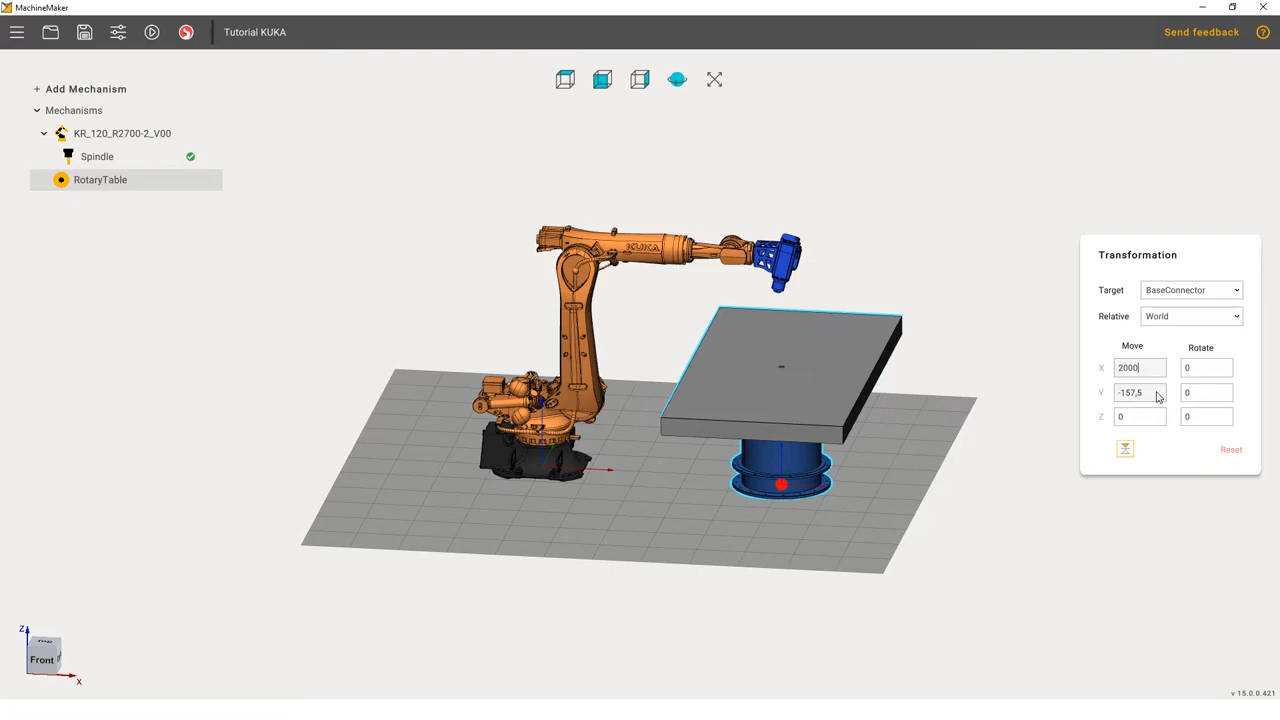 MachineMaker
Tutorial KUKA
Send feedback
?
+ Add Mechanism
Mechanisms
KR_120_R2700-2_V00
Spindle
RotaryTable
KUKA
Transformation
Target BaseConnector
Relative World
Move Rotate
X 2000 0
Y -157,5 0
Z 0 0
Reset
Z
Front
X
v 15.0.0.421